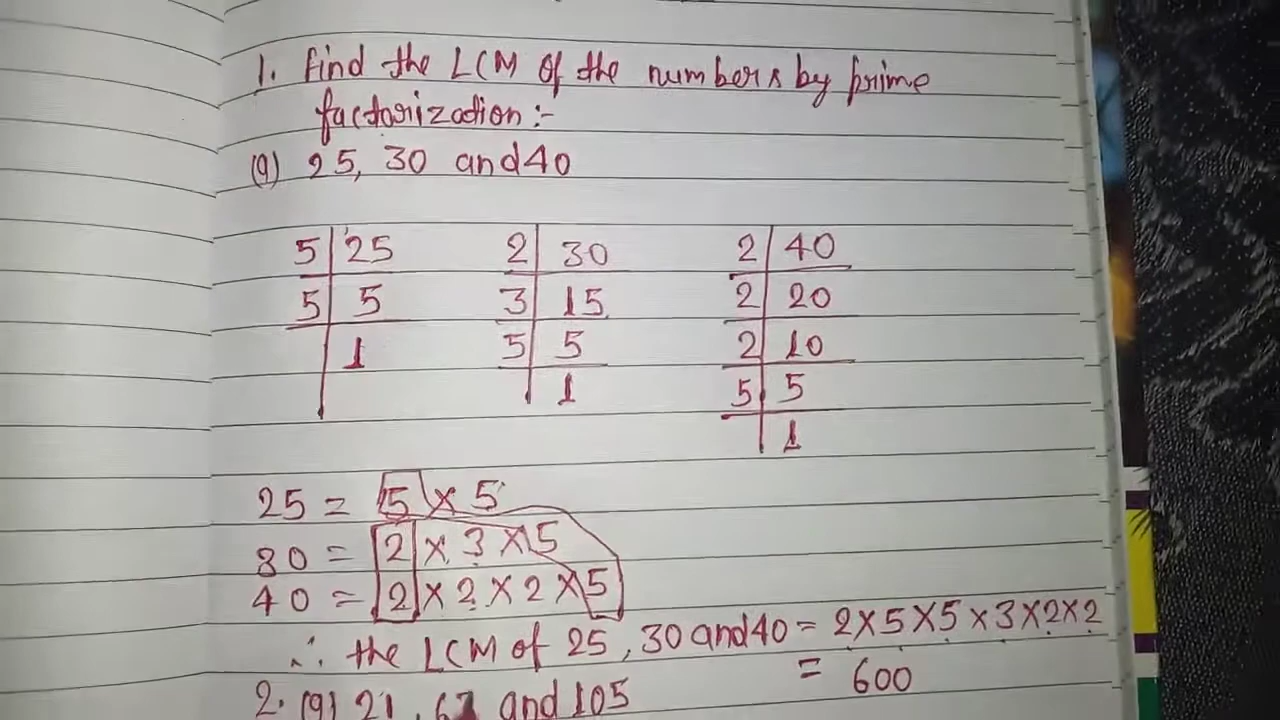 1. Find the LCM of the numbers by prime
factorization :-
(a) 25, 30 and 40
5 25 2 30 2 40
5 5 3 15 2 20
1 5 5 2 10
1 5 5
1
25 = 5 × 5
30 = 2 × 3 × 5
40 = 2 × 2 × 2 × 5
∴ the LCM of 25, 30 and 40 = 2×5×5×3×2×2
= 600
2. (a) 21, and 105